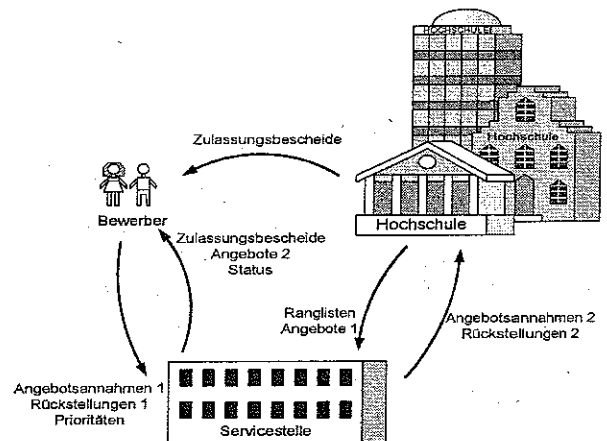 HOCHSCHULE
Hochschule
Zulassungsbescheide
Bewerber
Hochschule
Zulassungsbescheide
Angebote 2
Status
Ranglisten
Angebote 1
Angebotsannahmen 2
Rückstellungen 2
Angebotsannahmen 1
Rückstellungen 1
Prioritäten
Servicestelle